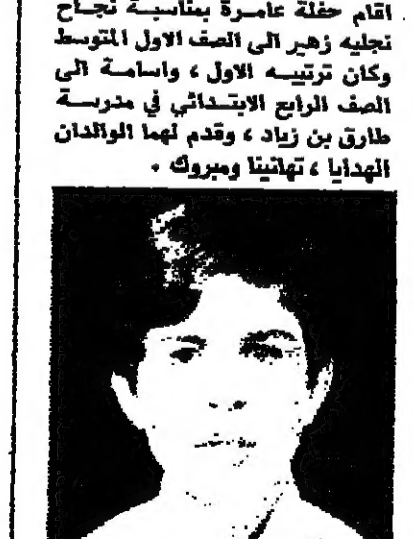 اقام حفلة عامرة بمناسبة نجاح
نجليه زهير الى الصف الاول المتوسط
وكان ترتيبه الاول ، واسامة الى
الصف الرابع الابتدائي في مدرسة
طارق بن زياد ، وقدم لهما الوالدان
الهدايا ، تهانينا ومبروك .